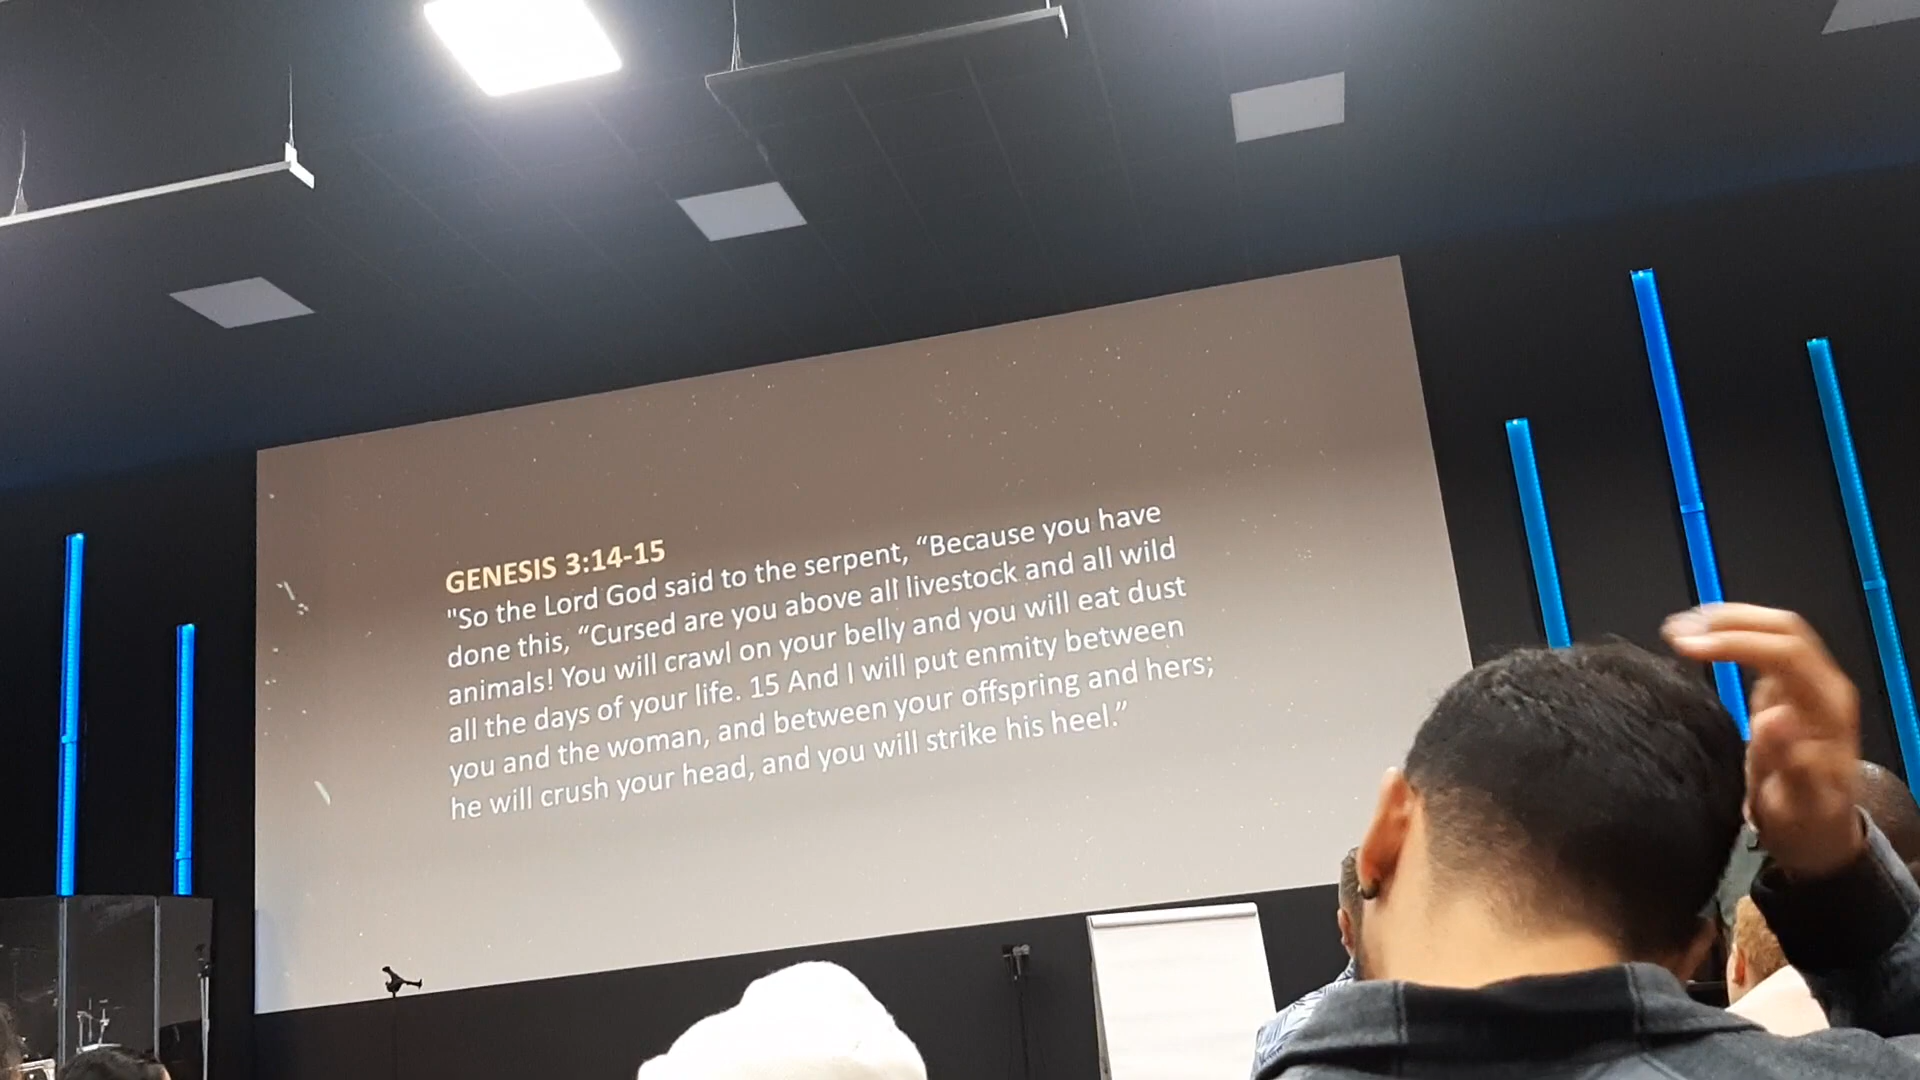 GENESIS 3:14-15
"So the Lord God said to the serpent, “Because you have
done this, “Cursed are you above all livestock and all wild
animals! You will crawl on your belly and you will eat dust
all the days of your life. 15 And I will put enmity between
you and the woman, and between your offspring and hers;
he will crush your head, and you will strike his heel.”